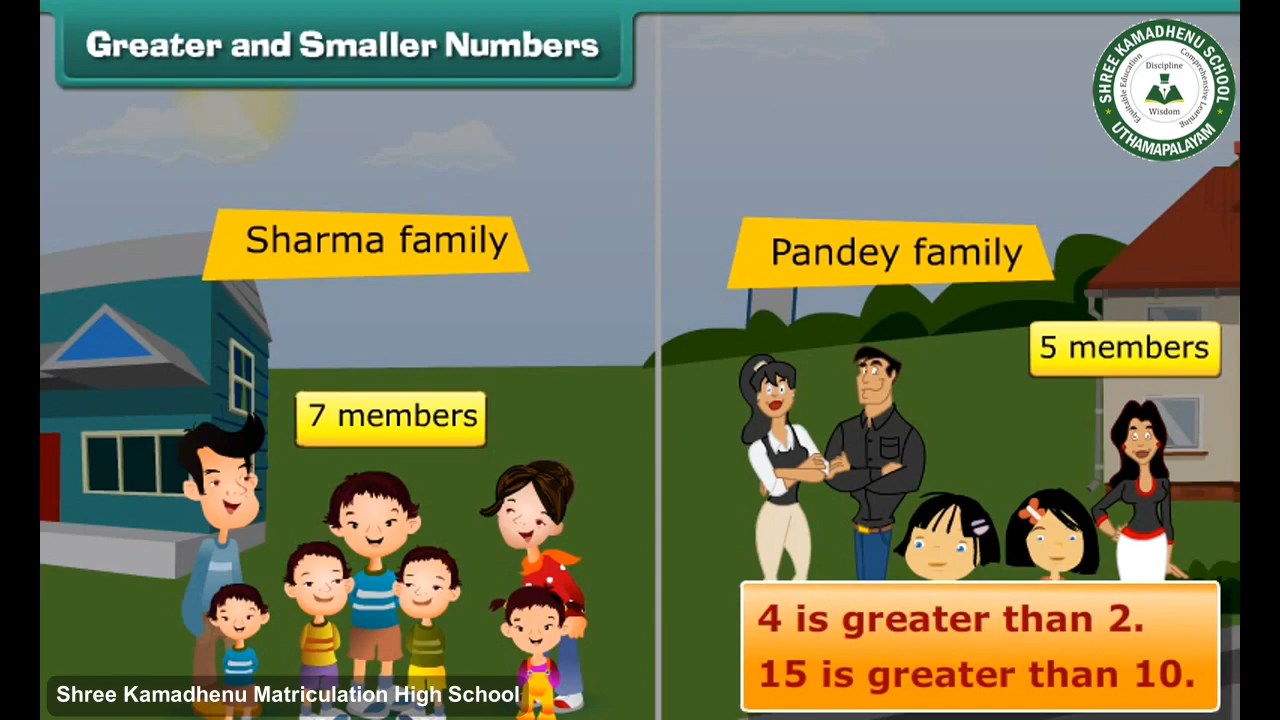 Greater and Smaller Numbers
SHREE KAMADHENU SCHOOL
Discipline
Equitable Education
Comprehensive Learning
Wisdom
UTHAMAPALAYAM
Sharma family
Pandey family
5 members
7 members
4 is greater than 2.
15 is greater than 10.
Shree Kamadhenu Matriculation High School